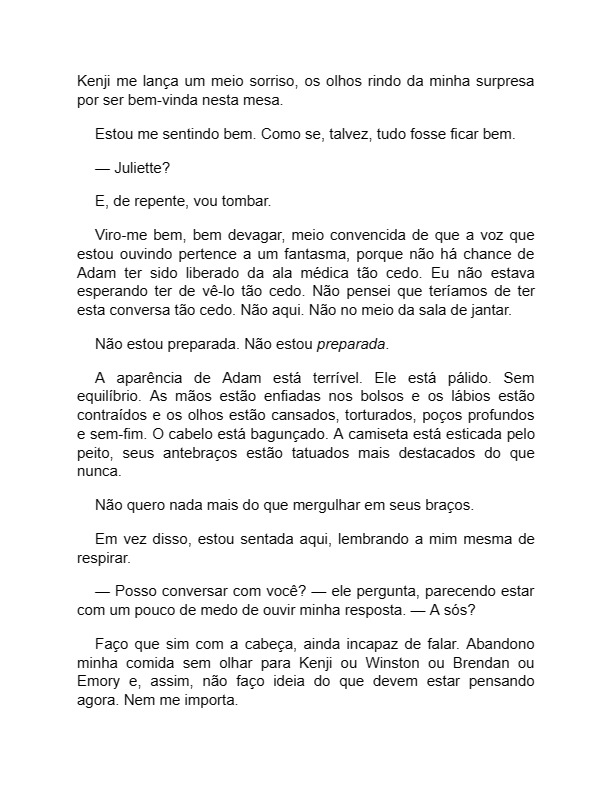 Kenji me lança um meio sorriso, os olhos rindo da minha surpresa
por ser bem-vinda nesta mesa.
Estou me sentindo bem. Como se, talvez, tudo fosse ficar bem.
— Juliette?
E, de repente, vou tombar.
Viro-me bem, bem devagar, meio convencida de que a voz que
estou ouvindo pertence a um fantasma, porque não há chance de
Adam ter sido liberado da ala médica tão cedo. Eu não estava
esperando ter de vê-lo tão cedo. Não pensei que teríamos de ter
esta conversa tão cedo. Não aqui. Não no meio da sala de jantar.
Não estou preparada. Não estou preparada.
A aparência de Adam está terrível. Ele está pálido. Sem
equilíbrio. As mãos estão enfiadas nos bolsos e os lábios estão
contraídos e os olhos estão cansados, torturados, poços profundos
e sem-fim. O cabelo está bagunçado. A camiseta está esticada pelo
peito, seus antebraços estão tatuados mais destacados do que
nunca.
Não quero nada mais do que mergulhar em seus braços.
Em vez disso, estou sentada aqui, lembrando a mim mesma de
respirar.
— Posso conversar com você? — ele pergunta, parecendo estar
com um pouco de medo de ouvir minha resposta. — A sós?
Faço que sim com a cabeça, ainda incapaz de falar. Abandono
minha comida sem olhar para Kenji ou Winston ou Brendan ou
Emory e, assim, não faço ideia do que devem estar pensando
agora. Nem me importa.